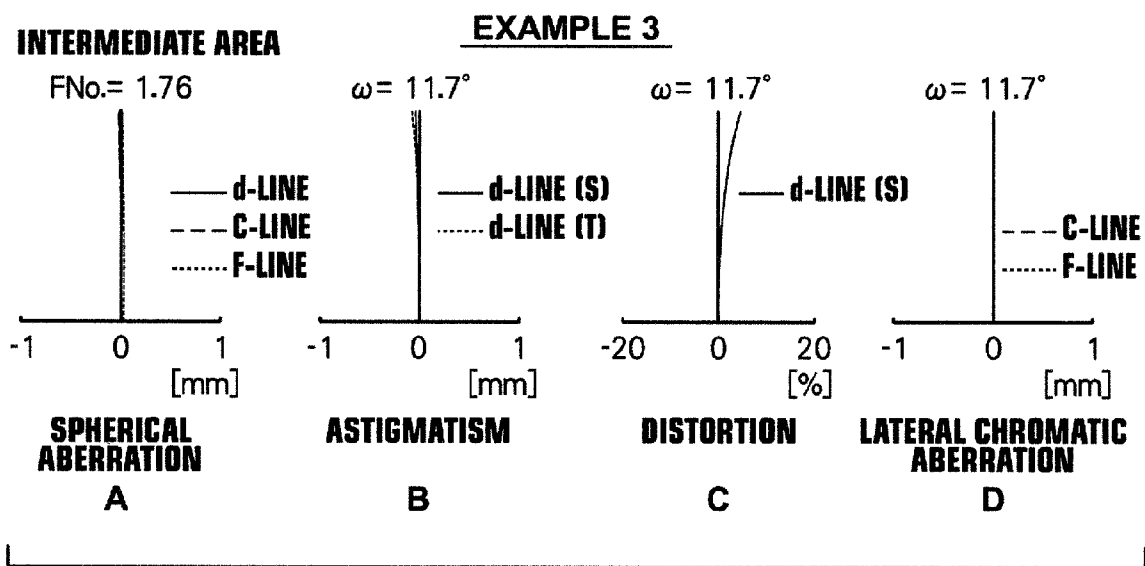 EXAMPLE 3
INTERMEDIATE AREA
FNo.= 1.76
d-LINE
C-LINE
F-LINE
-1 0 1
[mm]
SPHERICAL
ABERRATION
A
ω= 11.7°
d-LINE (S)
d-LINE (T)
-1 0 1
[mm]
ASTIGMATISM
B
ω= 11.7°
d-LINE (S)
-20 0 20
[%]
DISTORTION
C
ω= 11.7°
C-LINE
F-LINE
-1 0 1
[mm]
LATERAL CHROMATIC
ABERRATION
D